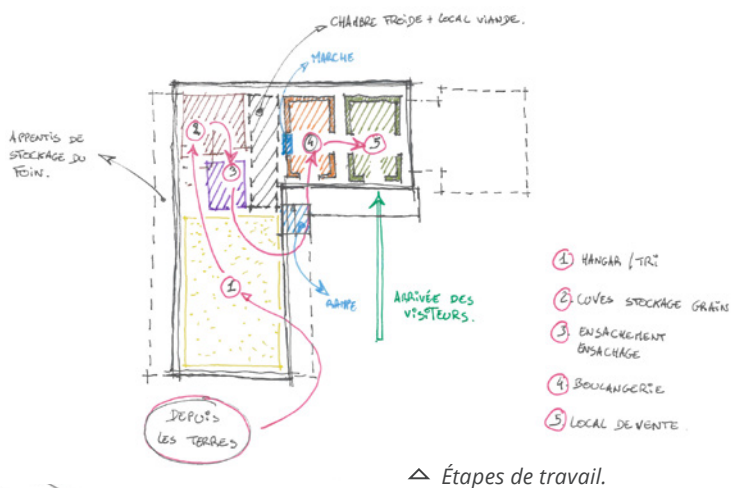 CHAMBRE FROIDE + LOCAL VIANDE.
MARCHE
APPENTIS DE
STOCKAGE DU
FOIN.
2
3
4
5
1
RAMPE
ARRIVÉE DES
VISITEURS.
DEPUIS
LES TERRES
1 HANGAR / TRI
2. CUVES STOCKAGE GRAIN
3. ENSACHEMENT
ENSACHAGE
4 BOULANGERIE
5 LOCAL DE VENTE.
△ Étapes de travail.